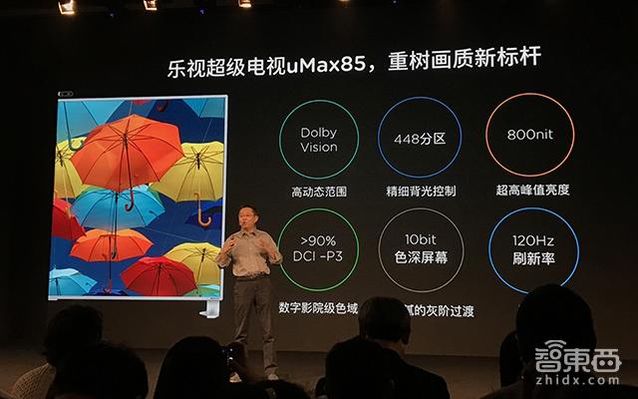 乐视超级电视uMax85，重树画质新标杆
Dolby
Vision
高动态范围
448分区
精细背光控制
800nit
超高峰值亮度
>90%
DCI -P3
数字影院级色域
10bit
色深屏幕
腻的灰阶过渡
120Hz
刷新率
智東西
zhidx.com